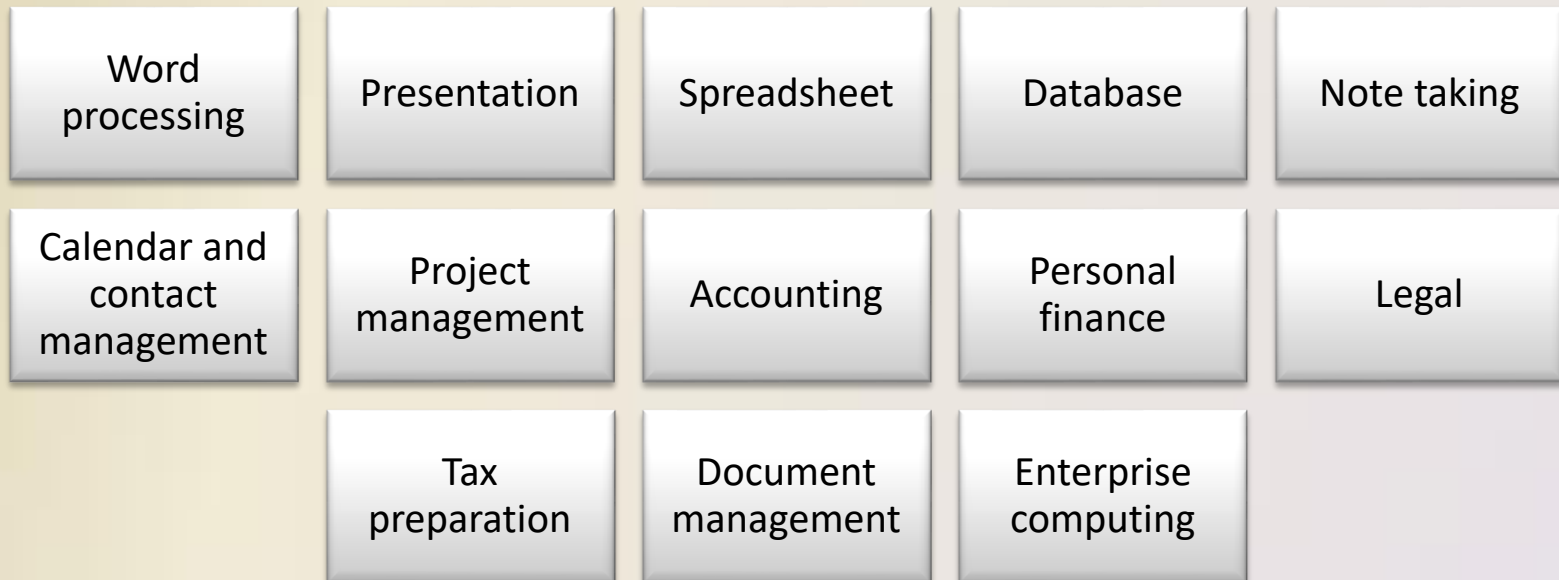 Word
processing
Presentation
Spreadsheet
Database
Note taking
Calendar and
contact
management
Project
management
Accounting
Personal
finance
Legal
Tax
preparation
Document
management
Enterprise
computing